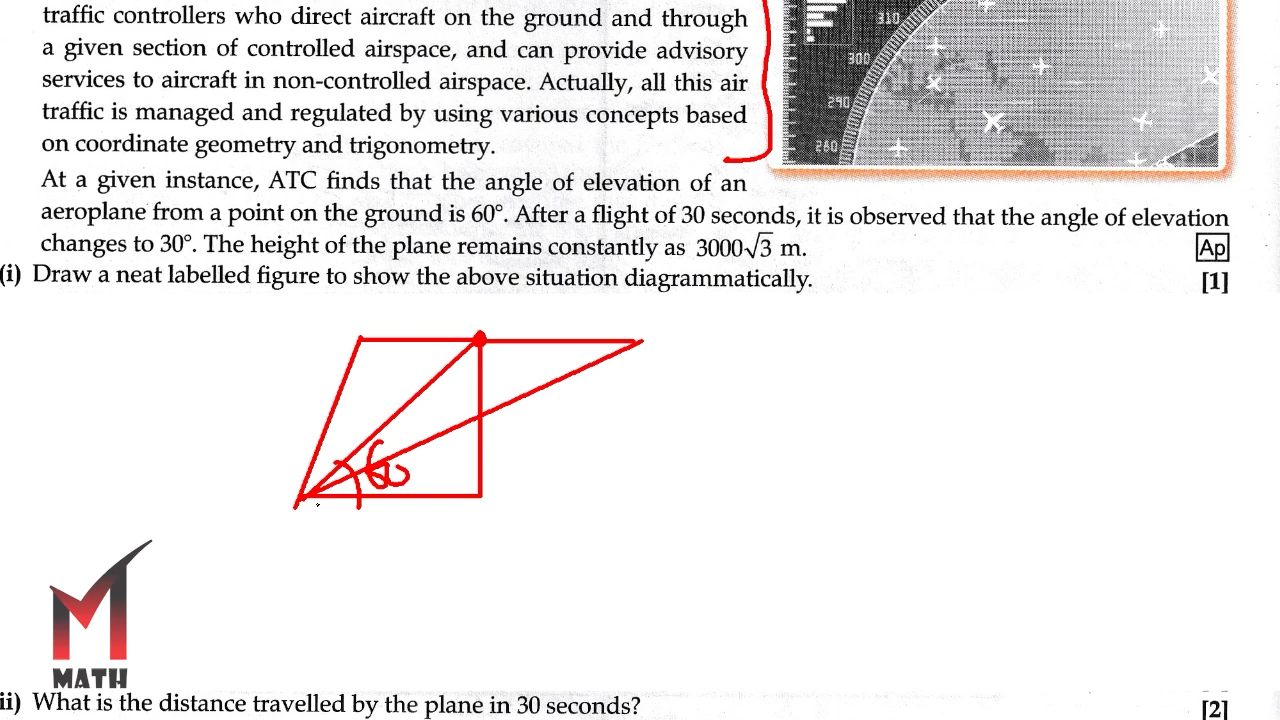 traffic controllers who direct aircraft on the ground and through
a given section of controlled airspace, and can provide advisory
services to aircraft in non-controlled airspace. Actually, all this air
traffic is managed and regulated by using various concepts based
on coordinate geometry and trigonometry.
310
300
290
280
At a given instance, ATC finds that the angle of elevation of an
aeroplane from a point on the ground is 60°. After a flight of 30 seconds, it is observed that the angle of elevation
changes to 30°. The height of the plane remains constantly as 3000√3 m.
Ap
(i) Draw a neat labelled figure to show the above situation diagrammatically. [1]
60
MATH
ii) What is the distance travelled by the plane in 30 seconds? [2]